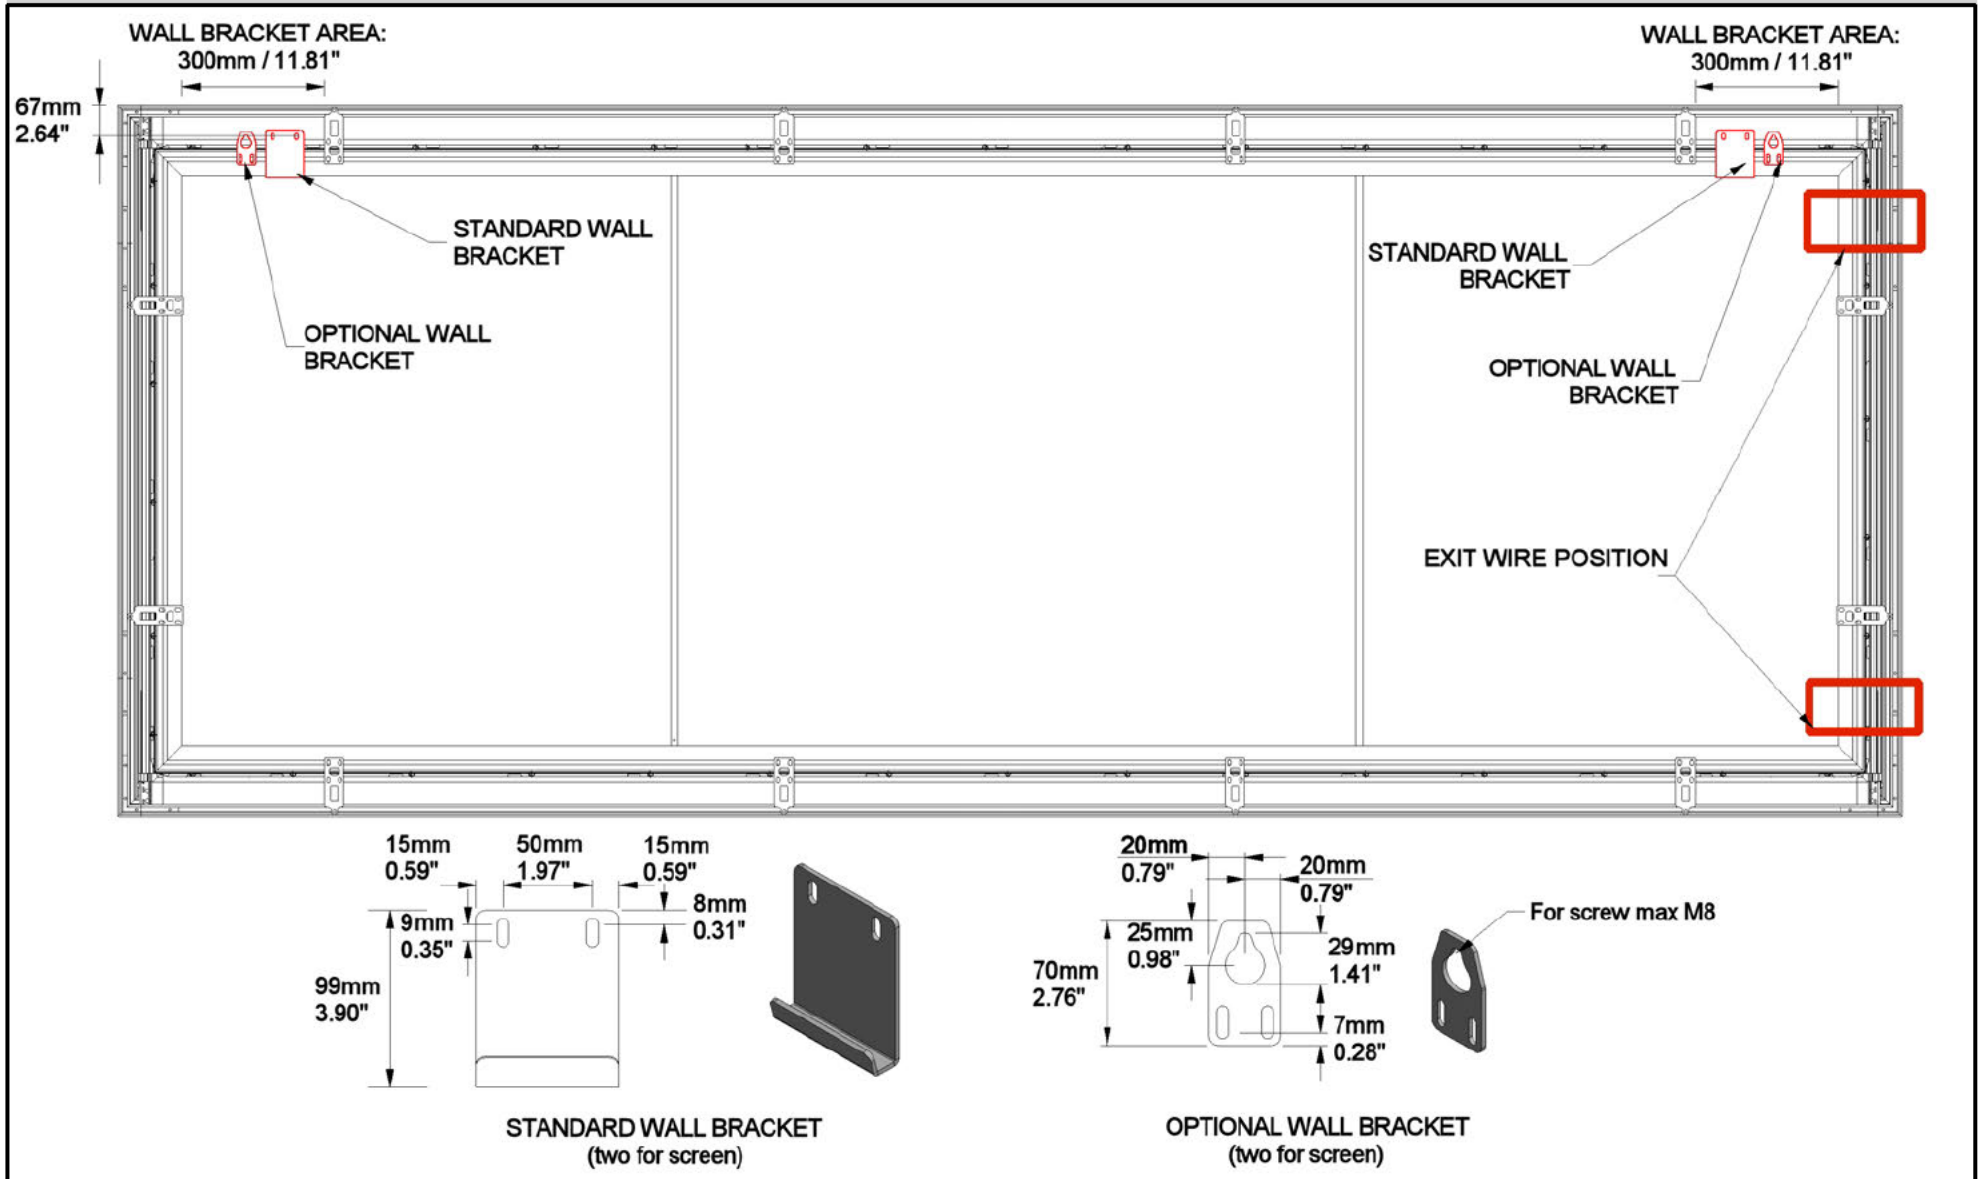 WALL BRACKET AREA:
300mm / 11.81"
WALL BRACKET AREA:
300mm / 11.81"
67mm
2.64"
STANDARD WALL
BRACKET
OPTIONAL WALL
BRACKET
STANDARD WALL
BRACKET
OPTIONAL WALL
BRACKET
EXIT WIRE POSITION
15mm
0.59"
50mm
1.97"
15mm
0.59"
9mm
0.35"
8mm
0.31"
99mm
3.90"
STANDARD WALL BRACKET
(two for screen)
20mm
0.79"
20mm
0.79"
25mm
0.98"
70mm
2.76"
29mm
1.41"
7mm
0.28"
For screw max M8
OPTIONAL WALL BRACKET
(two for screen)